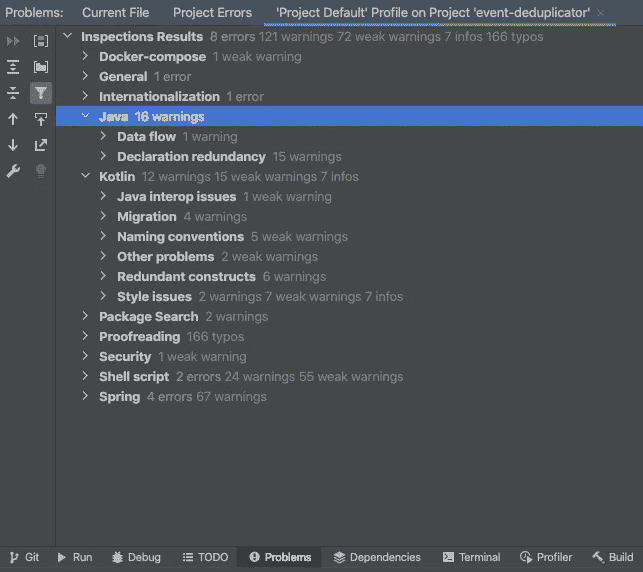 Problems: Current File Project Errors 'Project Default' Profile on Project 'event-deduplicator'
Inspections Results 8 errors 121 warnings 72 weak warnings 7 infos 166 typos
Docker-compose 1 weak warning
General 1 error
Internationalization 1 error
Java 16 warnings
Data flow 1 warning
Declaration redundancy 15 warnings
Kotlin 12 warnings 15 weak warnings 7 infos
Java interop issues 1 weak warning
Migration 4 warnings
Naming conventions 5 weak warnings
Other problems 2 weak warnings
Redundant constructs 6 warnings
Style issues 2 warnings 7 weak warnings 7 infos
Package Search 2 warnings
Proofreading 166 typos
Security 1 weak warning
Shell script 2 errors 24 warnings 55 weak warnings
Spring 4 errors 67 warnings
Git Run Debug TODO Problems Dependencies Terminal Profiler Build